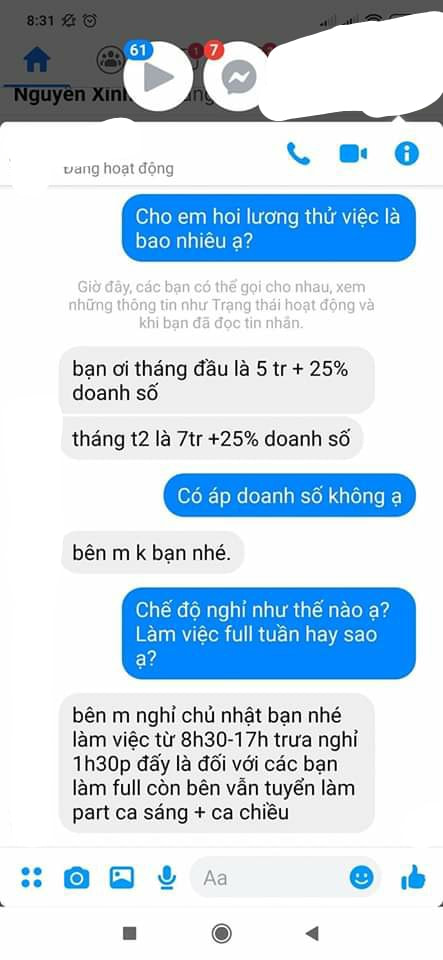 8:31
61
7
1
Nguyễn Xin
Đang hoạt động
Cho em hoi lương thử việc là
bao nhiêu ạ?
Giờ đây, các bạn có thể gọi cho nhau, xem
những thông tin như Trạng thái hoạt động và
khi bạn đã đọc tin nhắn.
bạn ơi tháng đầu là 5 tr + 25%
doanh số
tháng t2 là 7tr +25% doanh số
Có áp doanh số không ạ
bên m k bạn nhé.
Chế độ nghỉ như thế nào ạ?
Làm việc full tuần hay sao
ạ?
bên m nghỉ chủ nhật bạn nhé
làm việc từ 8h30-17h trưa nghỉ
1h30p đấy là đối với các bạn
làm full còn bên vẫn tuyển làm
part ca sáng + ca chiều
Aa